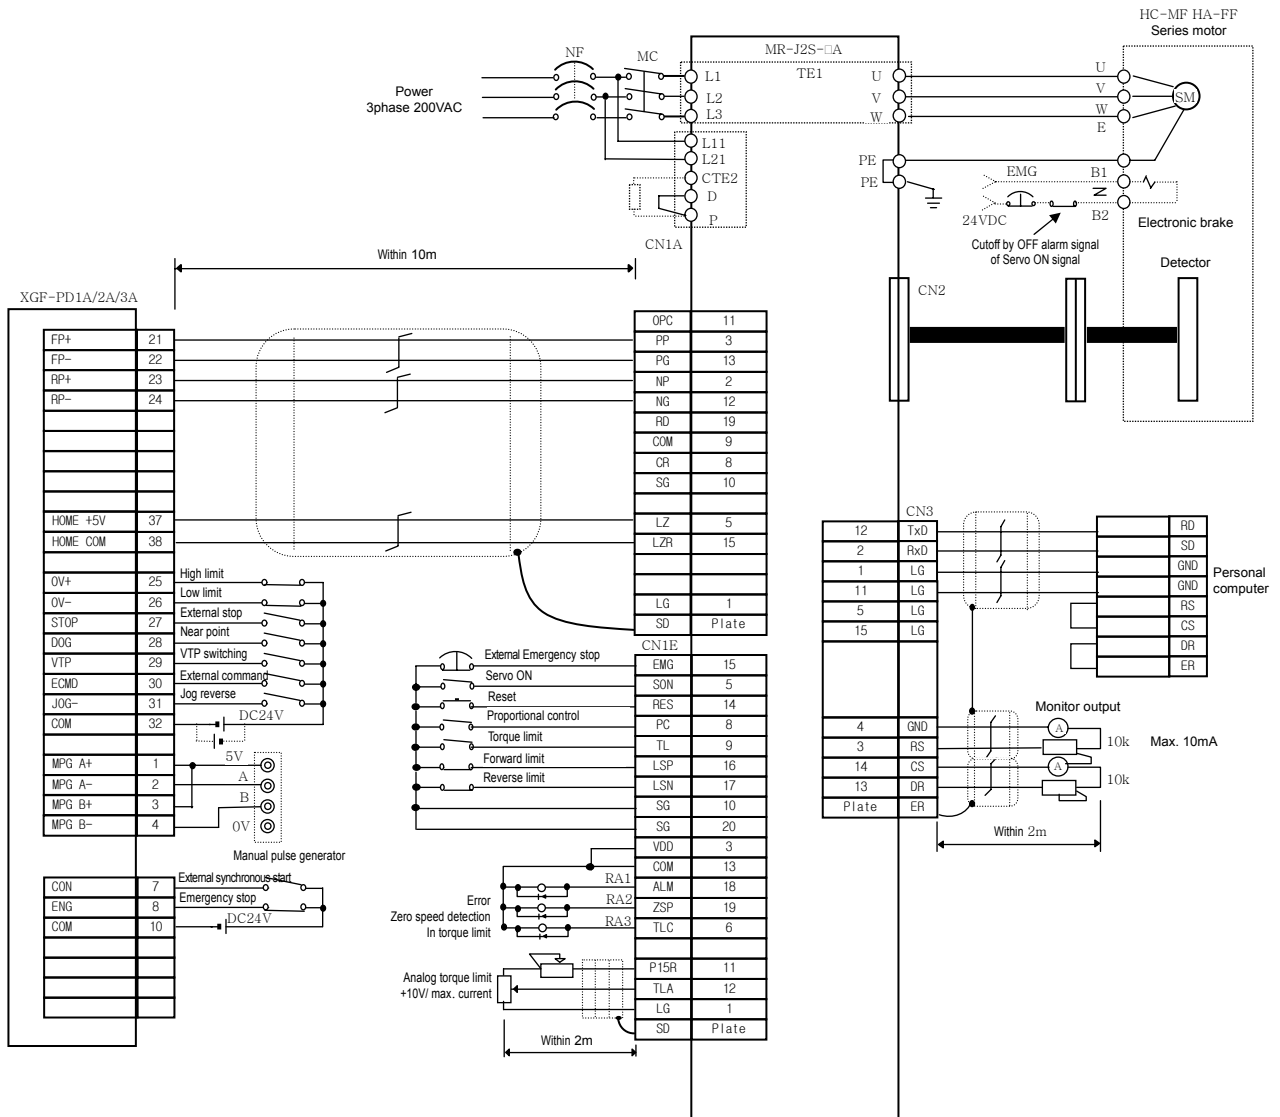 HC-MF HA-FF
Series motor
NF
MC
MR-J2S-□A
TE1
Power
3phase 200VAC
L1
L2
L3
U
V
W
U
V
W
E
SM
L11
L21
CTE2
D
P
PE
PE
EMG
24VDC
B1
B2
Cutoff by OFF alarm signal
of Servo ON signal
Electronic brake
Detector
CN1A
CN2
Within 10m
XGF-PD1A/2A/3A
FP+ 21
FP- 22
RP+ 23
RP- 24
HOME +5V 37
HOME COM 38
OV+ 25 High limit
OV- 26 Low limit
STOP 27 External stop
DOG 28 Near point
VTP 29 VTP switching
ECMD 30 External command
JOG- 31 Jog reverse
COM 32 DC24V
MPG A+ 1 5V
MPG A- 2 A
MPG B+ 3 B
MPG B- 4 0V
Manual pulse generator
CON 7 External synchronous start
ENG 8 Emergency stop
COM 10 DC24V
OPC 11
PP 3
PG 13
NP 2
NG 12
RD 19
COM 9
CR 8
SG 10
LZ 5
LZR 15
LG 1
SD Plate
CN1E
External Emergency stop EMG 15
Servo ON SON 5
Reset RES 14
Proportional control PC 8
Torque limit TL 9
Forward limit LSP 16
Reverse limit LSN 17
SG 10
SG 20
VDD 3
COM 13
Error RA1 ALM 18
Zero speed detection RA2 ZSP 19
In torque limit RA3 TLC 6
Analog torque limit
+10V/ max. current
P15R 11
TLA 12
LG 1
SD Plate
Within 2m
CN3
12 TxD
2 RxD
1 LG
11 LG
5 LG
15 LG
4 GND
3 RS
14 CS
13 DR
Plate ER
RD
SD
GND
GND
RS
CS
DR
ER
Personal
computer
Monitor output
A
10k
Max. 10mA
A
10k
Within 2m